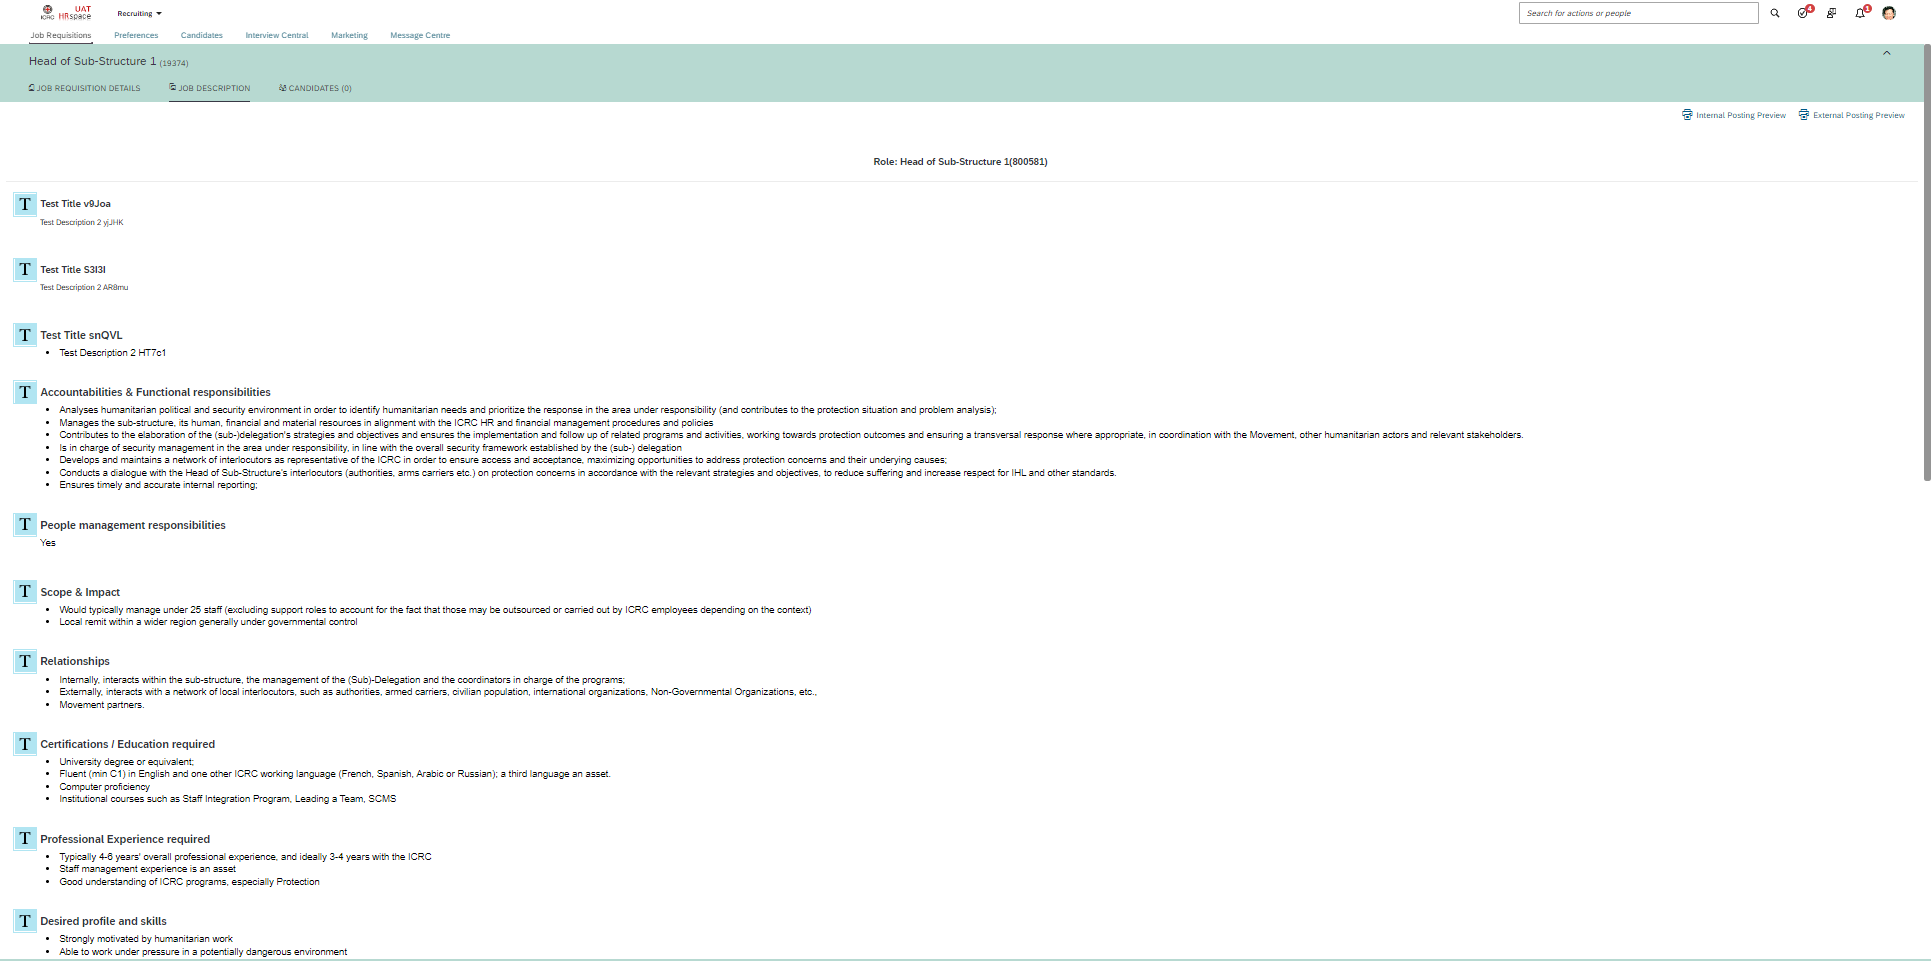 UAT
ICRC HRspace
Recruiting
Search for actions or people
4
1
Job Requisitions
Preferences
Candidates
Interview Central
Marketing
Message Centre
Head of Sub-Structure 1 (19374)
JOB REQUISITION DETAILS
JOB DESCRIPTION
CANDIDATES (0)
Internal Posting Preview
External Posting Preview
Role: Head of Sub-Structure 1(800581)
T Test Title v9Joa
Test Description 2 yjJHK
T Test Title S3I3I
Test Description 2 AR8mu
T Test Title snQVL
• Test Description 2 HT7c1
T Accountabilities & Functional responsibilities
• Analyses humanitarian political and security environment in order to identify humanitarian needs and prioritize the response in the area under responsibility (and contributes to the protection situation and problem analysis);
• Manages the sub-structure, its human, financial and material resources in alignment with the ICRC HR and financial management procedures and policies
• Contributes to the elaboration of the (sub-)delegation's strategies and objectives and ensures the implementation and follow up of related programs and activities, working towards protection outcomes and ensuring a transversal response where appropriate, in coordination with the Movement, other humanitarian actors and relevant stakeholders.
• Is in charge of security management in the area under responsibility, in line with the overall security framework established by the (sub-) delegation
• Develops and maintains a network of interlocutors as representative of the ICRC in order to ensure access and acceptance, maximizing opportunities to address protection concerns and their underlying causes;
• Conducts a dialogue with the Head of Sub-Structure's interlocutors (authorities, arms carriers etc.) on protection concerns in accordance with the relevant strategies and objectives, to reduce suffering and increase respect for IHL and other standards.
• Ensures timely and accurate internal reporting;
T People management responsibilities
Yes
T Scope & Impact
• Would typically manage under 25 staff (excluding support roles to account for the fact that those may be outsourced or carried out by ICRC employees depending on the context)
• Local remit within a wider region generally under governmental control
T Relationships
• Internally, interacts within the sub-structure, the management of the (Sub)-Delegation and the coordinators in charge of the programs;
• Externally, interacts with a network of local interlocutors, such as authorities, armed carriers, civilian population, international organizations, Non-Governmental Organizations, etc.,
• Movement partners.
T Certifications / Education required
• University degree or equivalent;
• Fluent (min C1) in English and one other ICRC working language (French, Spanish, Arabic or Russian); a third language an asset.
• Computer proficiency
• Institutional courses such as Staff Integration Program, Leading a Team, SCMS
T Professional Experience required
• Typically 4-6 years' overall professional experience, and ideally 3-4 years with the ICRC
• Staff management experience is an asset
• Good understanding of ICRC programs, especially Protection
T Desired profile and skills
• Strongly motivated by humanitarian work
• Able to work under pressure in a potentially dangerous environment